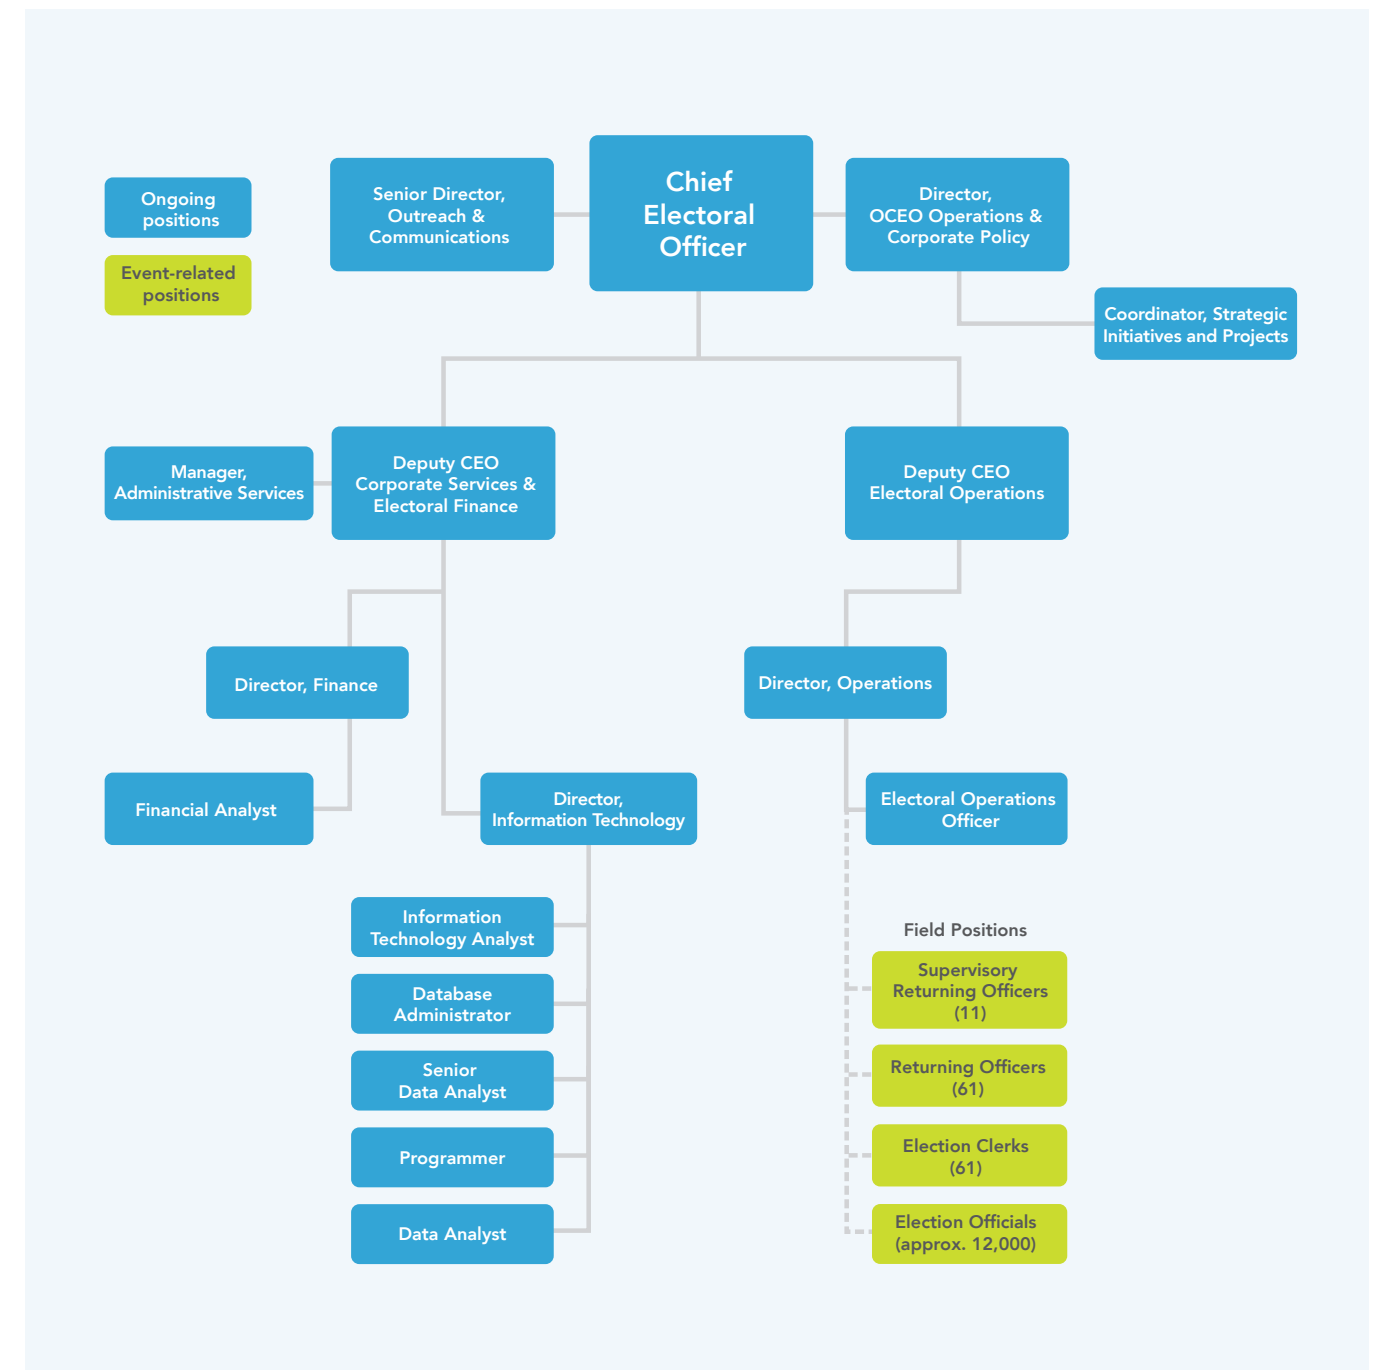 Chief
Electoral
Officer
Senior Director,
Outreach &
Communications
Director,
OCEO Operations &
Corporate Policy
Ongoing
positions
Event-related
positions
Coordinator, Strategic
Initiatives and Projects
Manager,
Administrative Services
Deputy CEO
Corporate Services &
Electoral Finance
Deputy CEO
Electoral Operations
Director, Finance
Director, Operations
Financial Analyst
Director,
Information Technology
Electoral Operations
Officer
Information
Technology Analyst
Database
Administrator
Senior
Data Analyst
Programmer
Data Analyst
Field Positions
Supervisory
Returning Officers
(11)
Returning Officers
(61)
Election Clerks
(61)
Election Officials
(approx. 12,000)